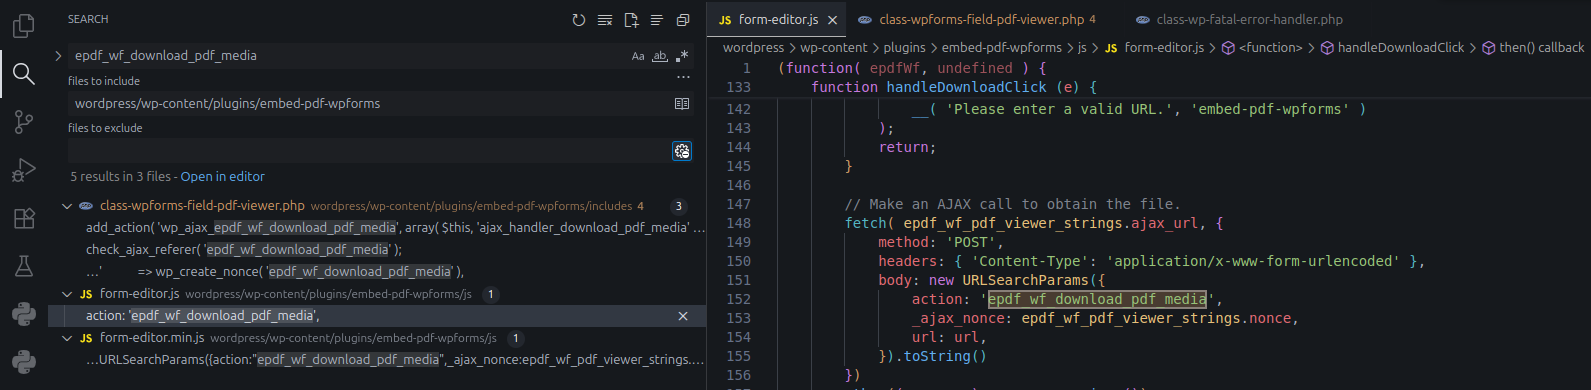 SEARCH
epdf_wf_download_pdf_media
Aa ab .*
files to include
...
wordpress/wp-content/plugins/embed-pdf-wpforms
files to exclude
5 results in 3 files - Open in editor
class-wpforms-field-pdf-viewer.php wordpress/wp-content/plugins/embed-pdf-wpforms/includes 4 3
add_action( 'wp_ajax_epdf_wf_download_pdf_media', array( $this, 'ajax_handler_download_pdf_media' ...
check_ajax_referer( 'epdf_wf_download_pdf_media' );
...' => wp_create_nonce( 'epdf_wf_download_pdf_media' ),
JS form-editor.js wordpress/wp-content/plugins/embed-pdf-wpforms/js 1
action: 'epdf_wf_download_pdf_media',
JS form-editor.min.js wordpress/wp-content/plugins/embed-pdf-wpforms/js 1
...URLSearchParams({action:"epdf_wf_download_pdf_media",_ajax_nonce:epdf_wf_pdf_viewer_strings....
JS form-editor.js class-wpforms-field-pdf-viewer.php 4 class-wp-fatal-error-handler.php
wordpress > wp-content > plugins > embed-pdf-wpforms > js > JS form-editor.js > <function> > handleDownloadClick > then() callback
1 (function( epdfWf, undefined ) {
133 function handleDownloadClick (e) {
142 __( 'Please enter a valid URL.', 'embed-pdf-wpforms' )
143 );
144 return;
145 }
146
147 // Make an AJAX call to obtain the file.
148 fetch( epdf_wf_pdf_viewer_strings.ajax_url, {
149 method: 'POST',
150 headers: { 'Content-Type': 'application/x-www-form-urlencoded' },
151 body: new URLSearchParams({
152 action: 'epdf_wf_download_pdf_media',
153 _ajax_nonce: epdf_wf_pdf_viewer_strings.nonce,
154 url: url,
155 }).toString()
156 })